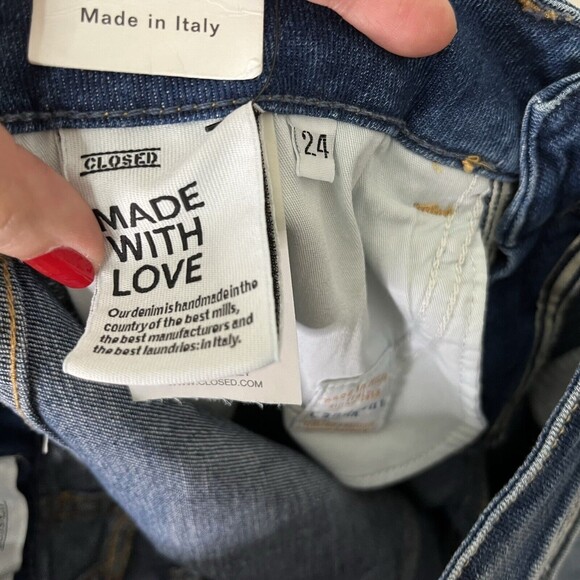 Made in Italy
CLOSED
24
MADE
WITH
LOVE
Our denim is handmade in the
country of the best mills,
the best manufacturers and
the best laundries: in Italy.
.CLOSED.COM